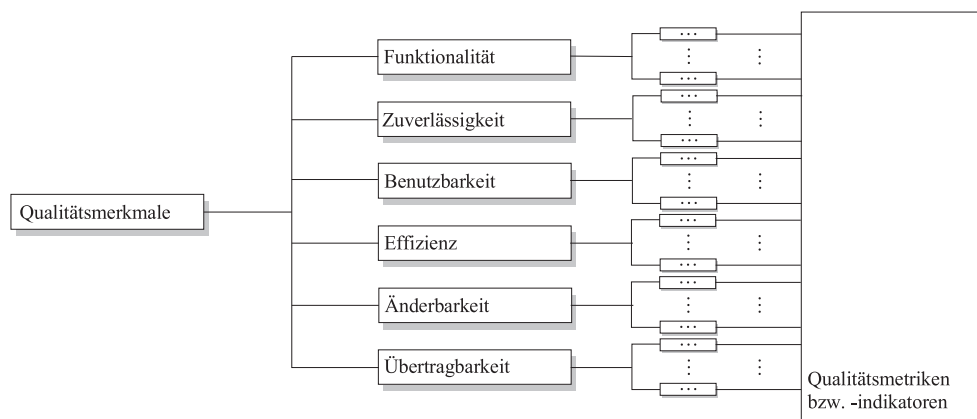 Qualitätsmerkmale
Funktionalität
Zuverlässigkeit
Benutzbarkeit
Effizienz
Änderbarkeit
Übertragbarkeit
...
...
...
...
...
...
...
...
...
...
...
...
Qualitätsmetriken
bzw. -indikatoren